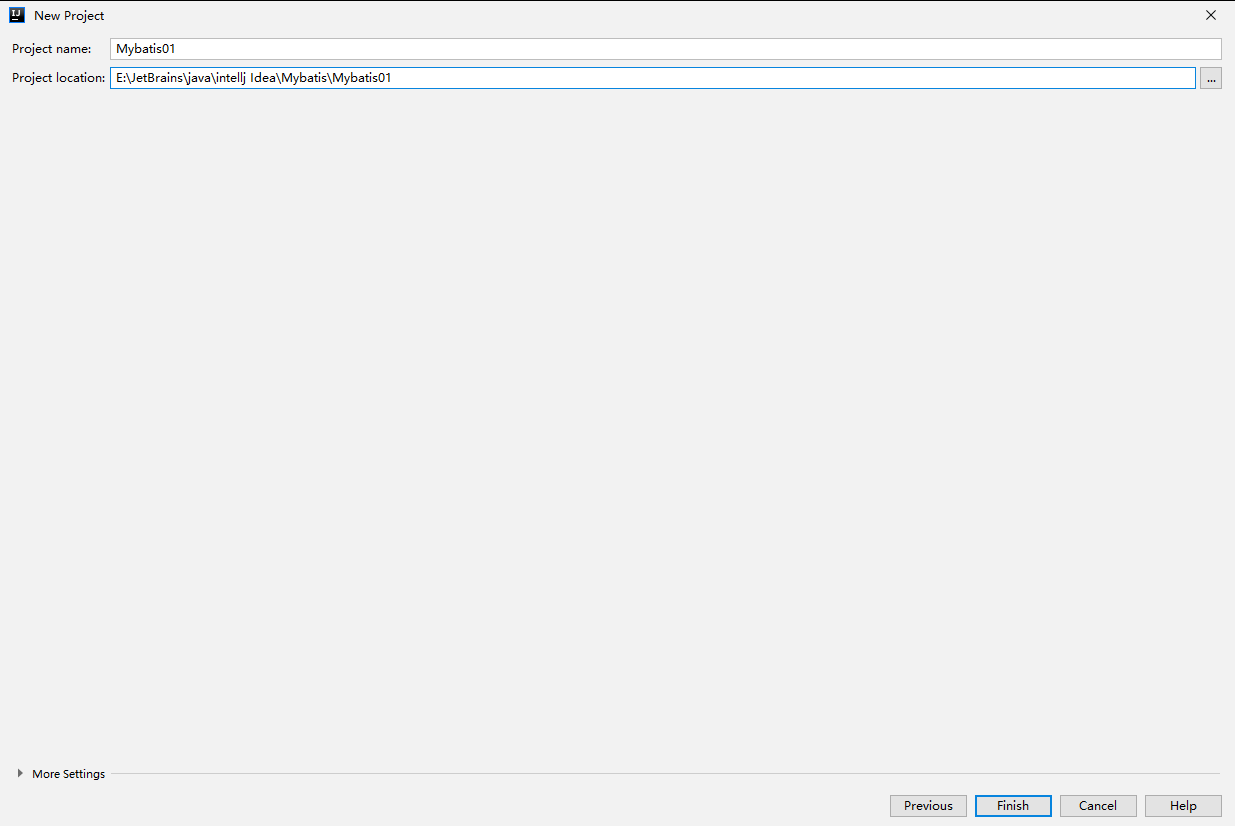 New Project
Project name: Mybatis01
Project location: E:\JetBrains\java\intellj Idea\Mybatis\Mybatis01 ...
More Settings
Previous Finish Cancel Help